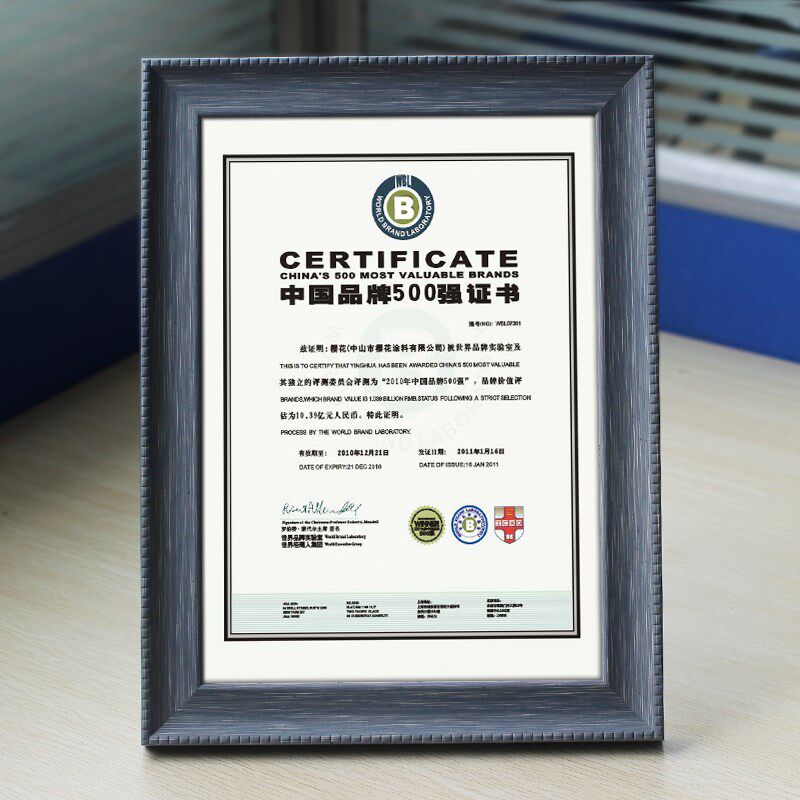 WBL
WORLD BRAND LABORATORY
B
CERTIFICATE
CHINA'S 500 MOST VALUABLE BRANDS
中国品牌500强证书
编号(NO): WBL07361
兹证明: 樱花(中山市樱花涂料有限公司)被世界品牌实验室及
THIS IS TO CERTIFY THAT YINGHUA HAS BEEN AWARDED CHINA'S 500 MOST VALUABLE
其独立的评测委员会评测为“2010年中国品牌500强”, 品牌价值评
BRANDS,WHICH BRAND VALUE IS 1.039 BILLION RMB.STATUS FOLLOWING A STRICT SELECTION
估为10.39亿元人民币。特此证明。
PROCESS BY THE WORLD BRAND LABORATORY.
有效期至: 2010年12月21日 发证日期: 2011年1月16日
DATE OF EXPIRY:21 DEC 2010 DATE OF ISSUE:16 JAN 2011
世界品牌实验室 World Brand Laboratory
世界经理人集团 World Executive Group
WINNER
B